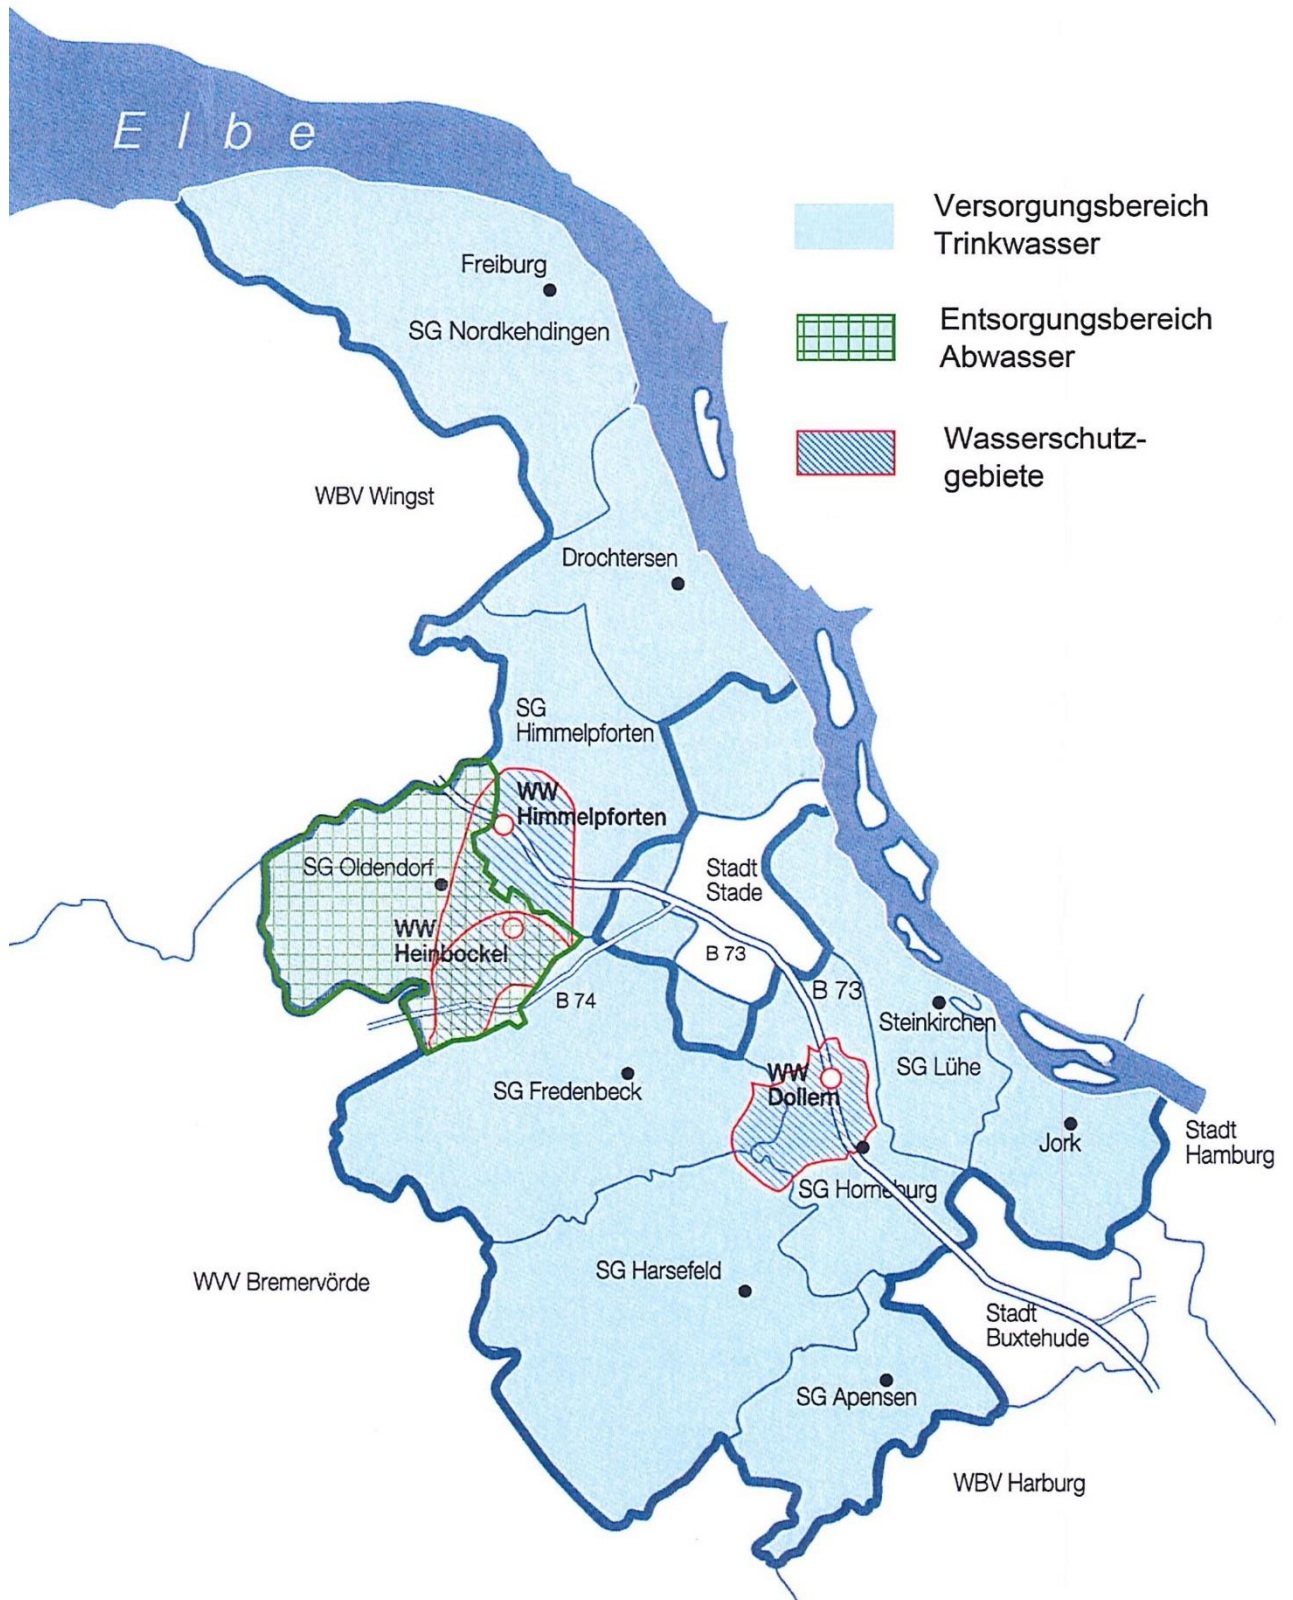 Elbe
Versorgungsbereich
Trinkwasser
Entsorgungsbereich
Abwasser
Wasserschutz-
gebiete
Freiburg
SG Nordkehdingen
WBV Wingst
Drochtersen
SG
Himmelpforten
WW
Himmelpforten
SG Oldendorf
WW
Heinbockel
Stadt
Stade
B 73
B 74
B 73
Steinkirchen
SG Lühe
WW
Dollern
SG Fredenbeck
Jork
Stadt
Hamburg
SG Horneburg
WVV Bremervörde
SG Harsefeld
Stadt
Buxtehude
SG Apensen
WBV Harburg